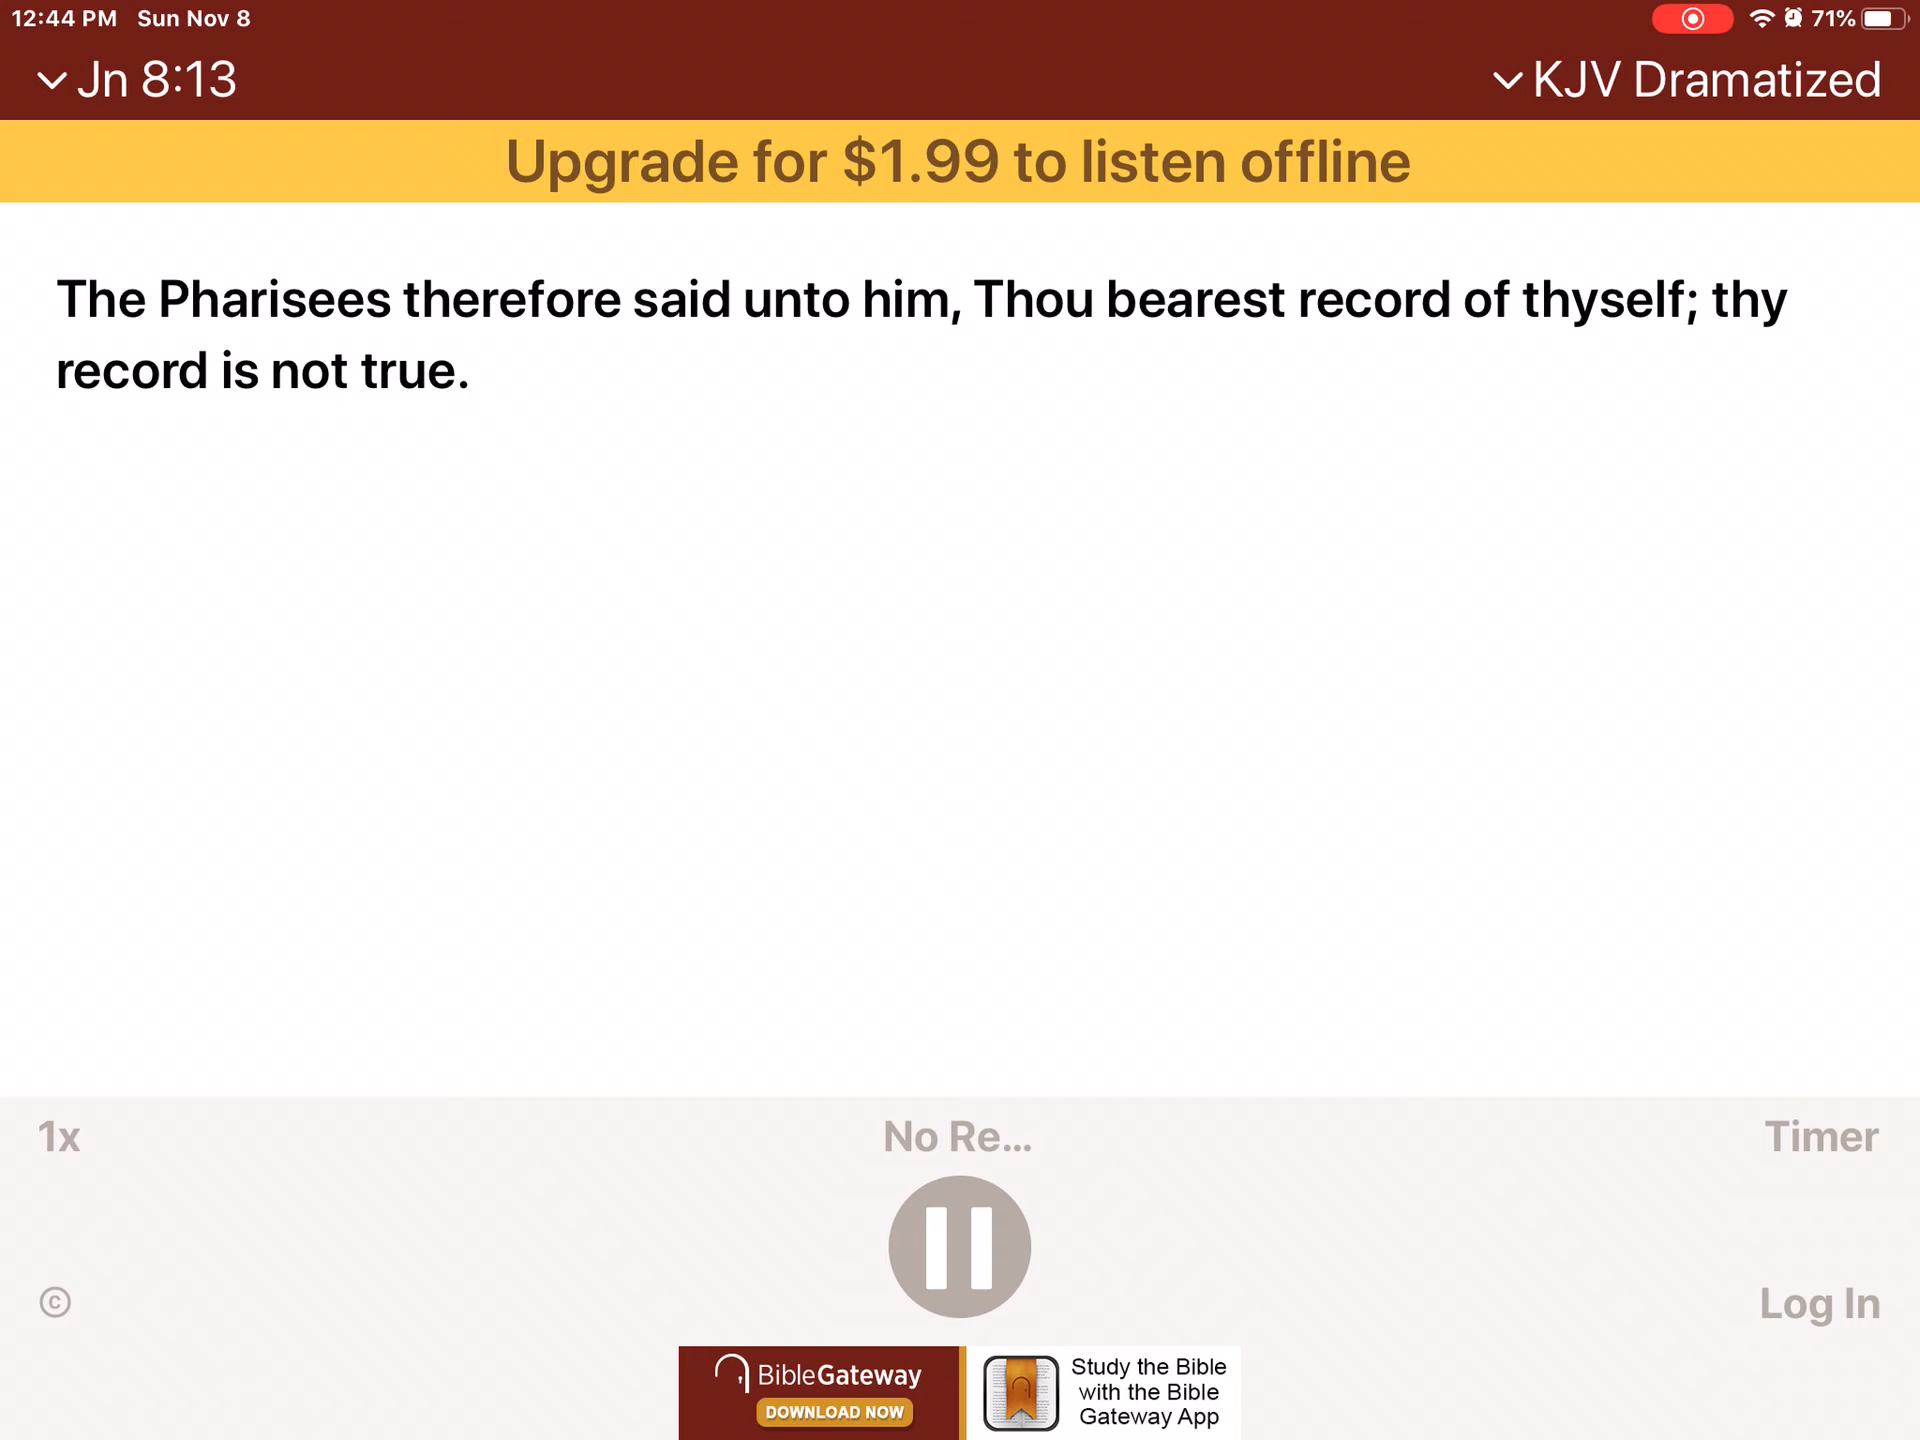 12:44 PM Sun Nov 8 71%
Jn 8:13 KJV Dramatized
Upgrade for $1.99 to listen offline
The Pharisees therefore said unto him, Thou bearest record of thyself; thy
record is not true.
1x No Re... Timer
© Log In
BibleGateway
DOWNLOAD NOW
Study the Bible
with the Bible
Gateway App